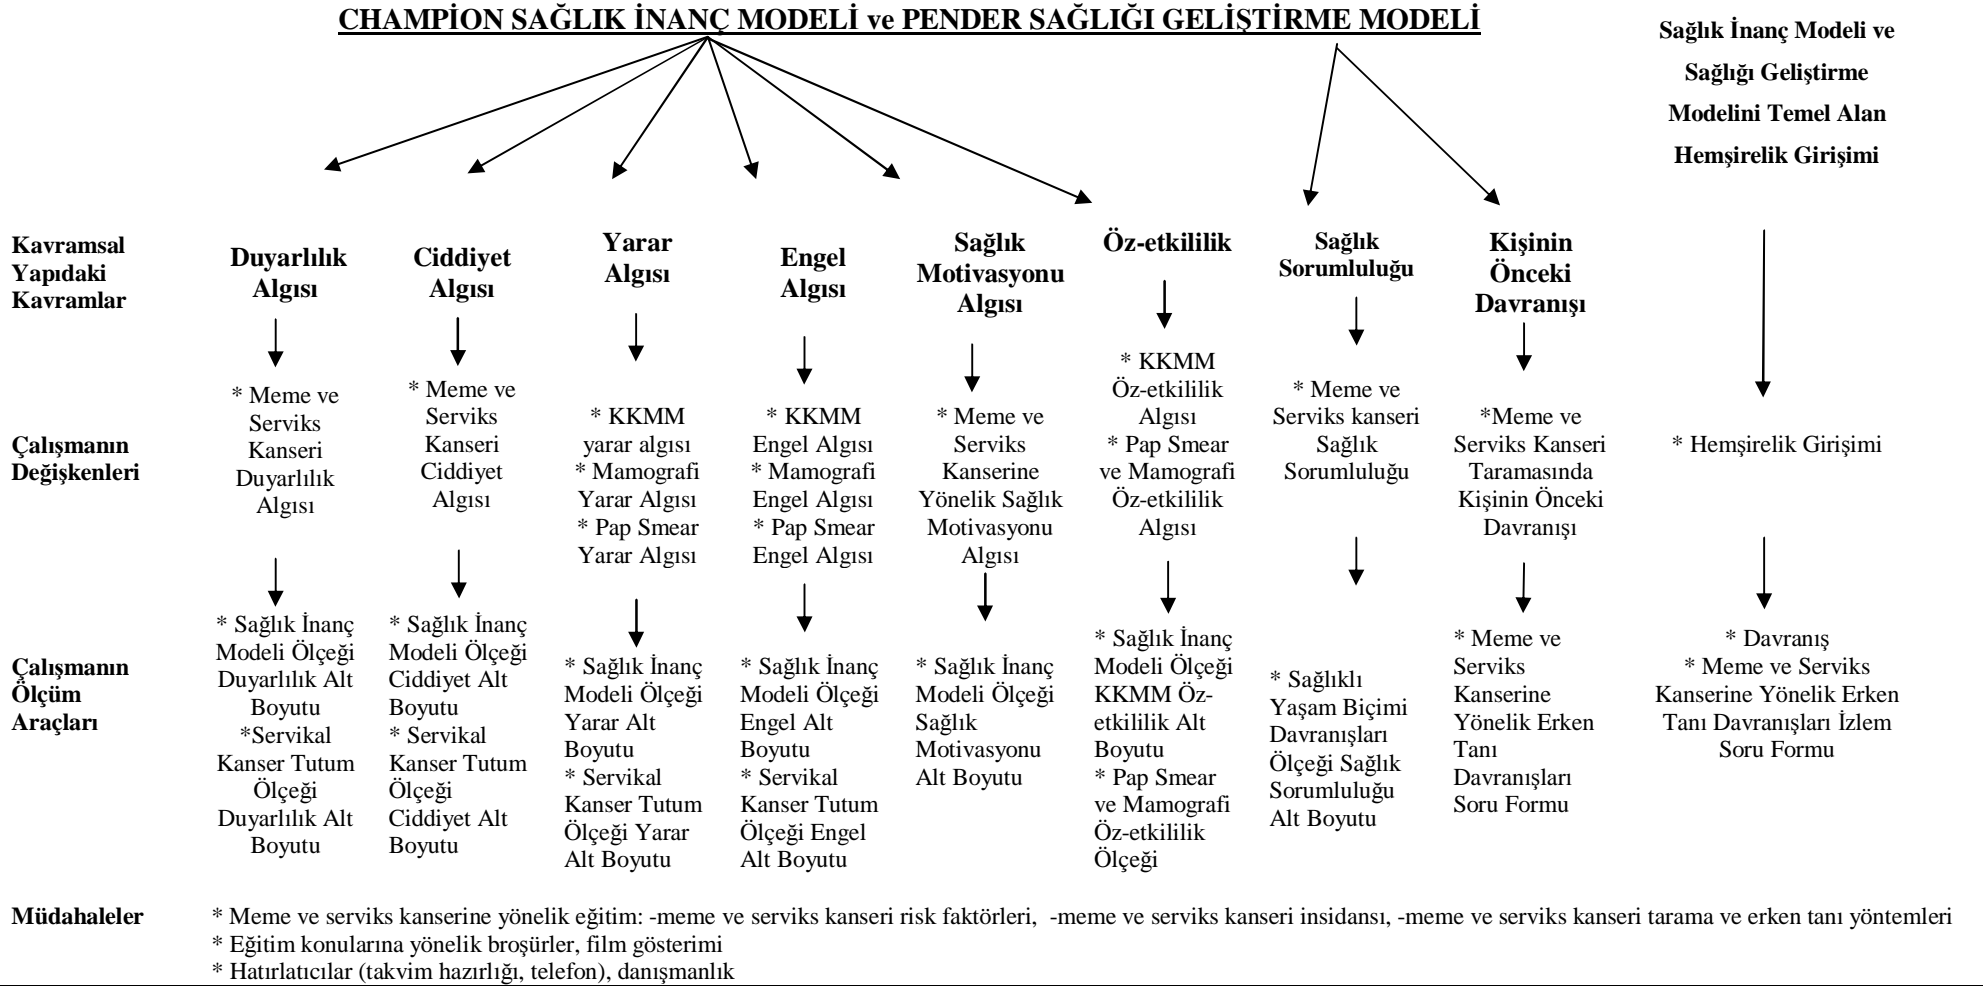 CHAMPİON SAĞLIK İNANÇ MODELİ ve PENDER SAĞLIĞI GELİŞTİRME MODELİ
Sağlık İnanç Modeli ve
Sağlığı Geliştirme
Modelini Temel Alan
Hemşirelik Girişimi
Kavramsal
Yapıdaki
Kavramlar
Duyarlılık
Algısı
Ciddiyet
Algısı
Yarar
Algısı
Engel
Algısı
Sağlık
Motivasyonu
Algısı
Öz-etkililik
Sağlık
Sorumluluğu
Kişinin
Önceki
Davranışı
Çalışmanın
Değişkenleri
* Meme ve
Serviks
Kanseri
Duyarlılık
Algısı
* Meme ve
Serviks
Kanseri
Ciddiyet
Algısı
* KKMM
yarar algısı
* Mamografi
Yarar Algısı
* Pap Smear
Yarar Algısı
* KKMM
Engel Algısı
* Mamografi
Engel Algısı
* Pap Smear
Engel Algısı
* Meme ve
Serviks
Kanserine
Yönelik Sağlık
Motivasyonu
Algısı
* KKMM
Öz-etkililik
Algısı
* Pap Smear
ve Mamografi
Öz-etkililik
Algısı
* Meme ve
Serviks kanseri
Sağlık
Sorumluluğu
*Meme ve
Serviks Kanseri
Taramasında
Kişinin Önceki
Davranışı
* Hemşirelik Girişimi
Çalışmanın
Ölçüm
Araçları
* Sağlık İnanç
Modeli Ölçeği
Duyarlılık Alt
Boyutu
*Servikal
Kanser Tutum
Ölçeği
Duyarlılık Alt
Boyutu
* Sağlık İnanç
Modeli Ölçeği
Ciddiyet Alt
Boyutu
* Servikal
Kanser Tutum
Ölçeği
Ciddiyet Alt
Boyutu
* Sağlık İnanç
Modeli Ölçeği
Yarar Alt
Boyutu
* Servikal
Kanser Tutum
Ölçeği Yarar
Alt Boyutu
* Sağlık İnanç
Modeli Ölçeği
Engel Alt
Boyutu
* Servikal
Kanser Tutum
Ölçeği Engel
Alt Boyutu
* Sağlık İnanç
Modeli Ölçeği
Sağlık
Motivasyonu
Alt Boyutu
* Sağlık İnanç
Modeli Ölçeği
KKMM Öz-
etkililik Alt
Boyutu
* Pap Smear
ve Mamografi
Öz-etkililik
Ölçeği
* Sağlıklı
Yaşam Biçimi
Davranışları
Ölçeği Sağlık
Sorumluluğu
Alt Boyutu
* Meme ve
Serviks
Kanserine
Yönelik Erken
Tanı
Davranışları
Soru Formu
* Davranış
* Meme ve Serviks
Kanserine Yönelik Erken
Tanı Davranışları İzlem
Soru Formu
Müdahaleler
* Meme ve serviks kanserine yönelik eğitim: -meme ve serviks kanseri risk faktörleri, -meme ve serviks kanseri insidansı, -meme ve serviks kanseri tarama ve erken tanı yöntemleri
* Eğitim konularına yönelik broşürler, film gösterimi
* Hatırlatıcılar (takvim hazırlığı, telefon), danışmanlık